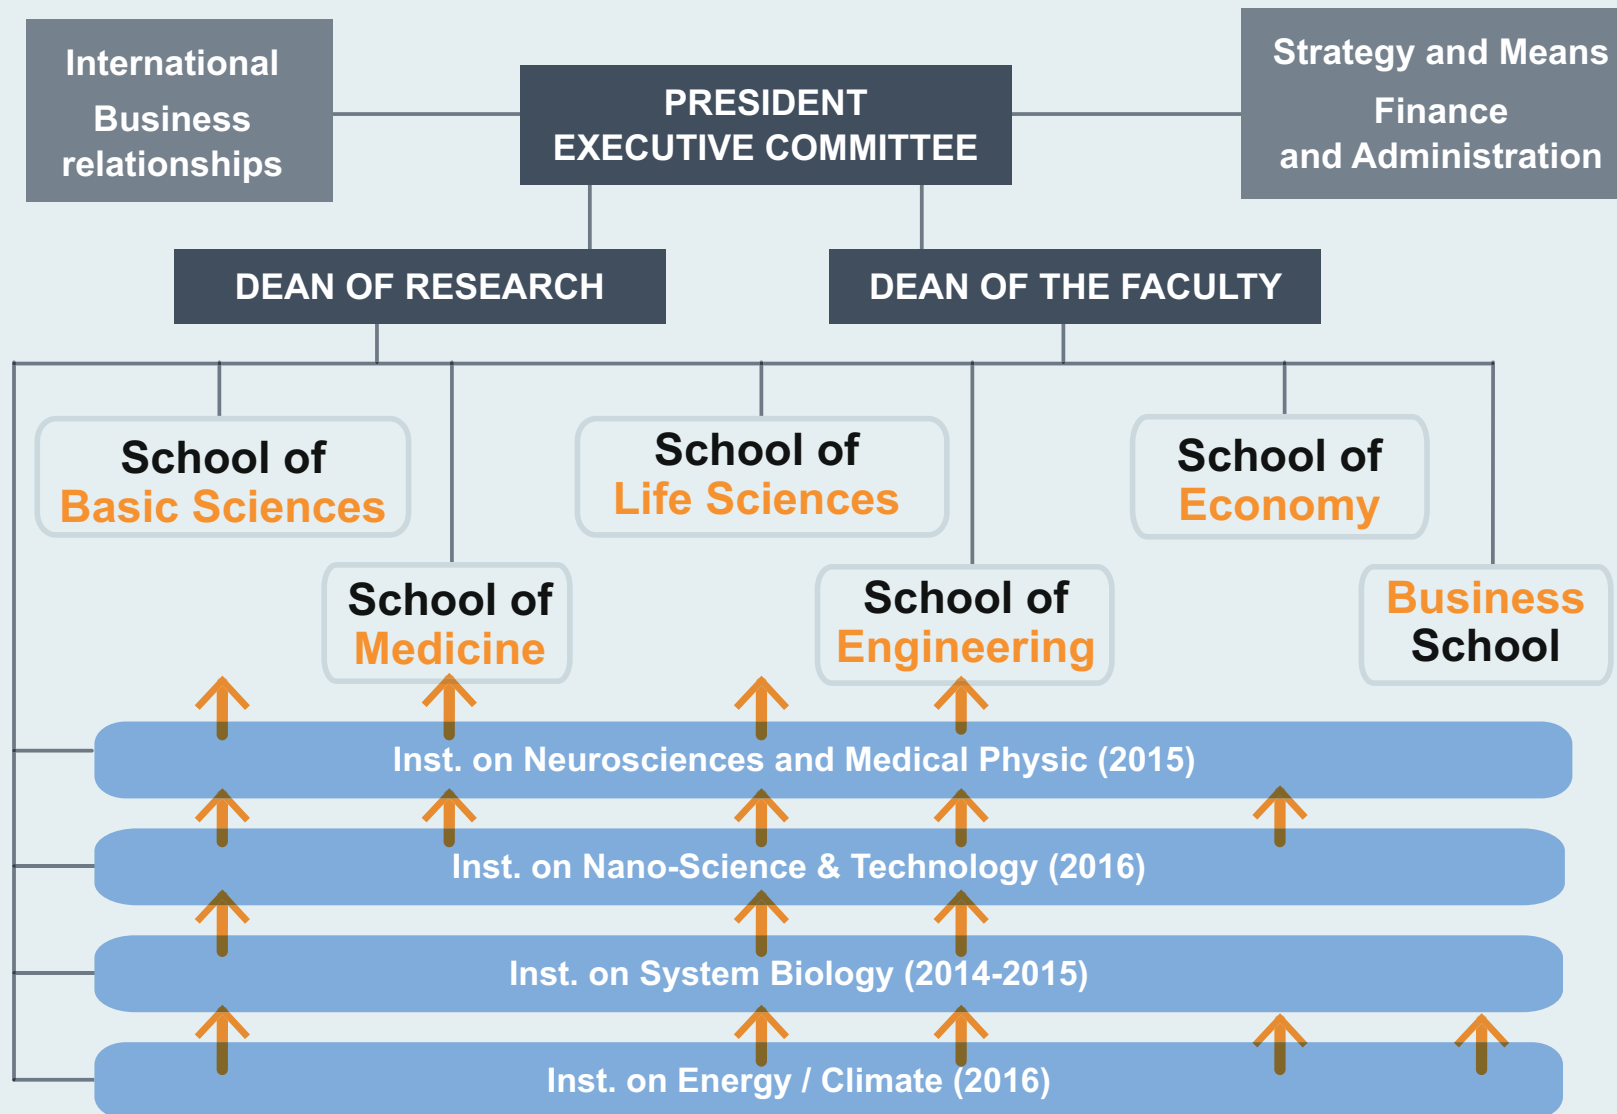 International
Business
relationships
PRESIDENT
EXECUTIVE COMMITTEE
Strategy and Means
Finance
and Administration
DEAN OF RESEARCH
DEAN OF THE FACULTY
School of
Basic Sciences
School of
Life Sciences
School of
Economy
School of
Medicine
School of
Engineering
Business
School
Inst. on Neurosciences and Medical Physic (2015)
Inst. on Nano-Science & Technology (2016)
Inst. on System Biology (2014-2015)
Inst. on Energy / Climate (2016)